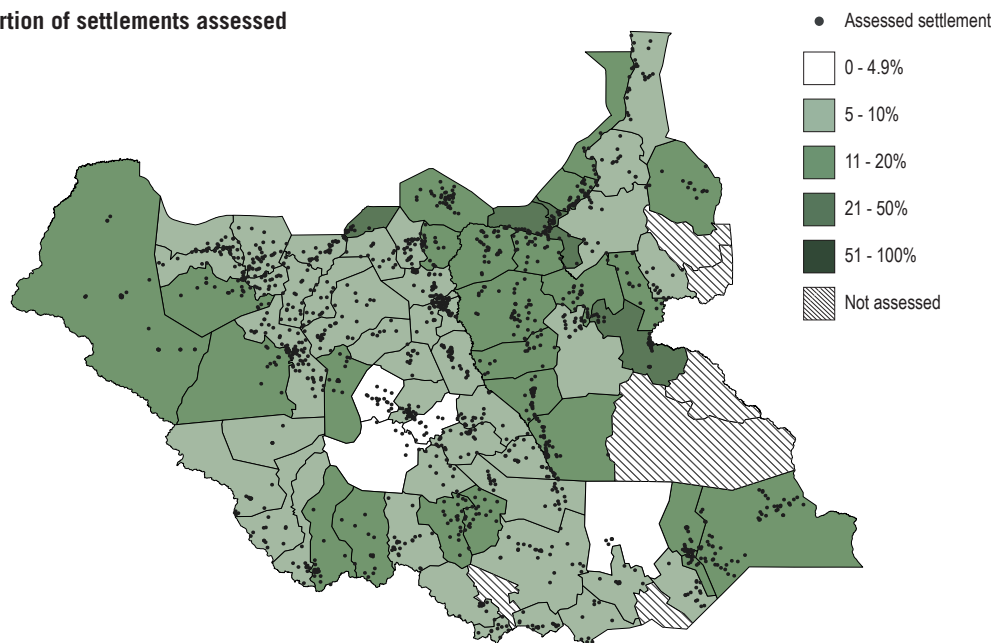 rtion of settlements assessed
Assessed settlement
0 - 4.9%
5 - 10%
11 - 20%
21 - 50%
51 - 100%
Not assessed